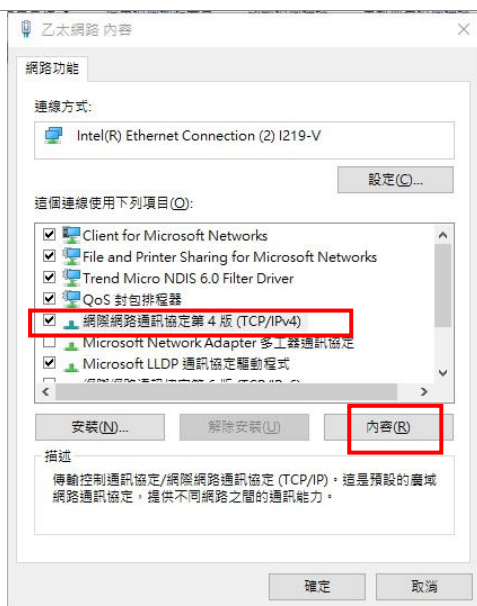 乙太網路 內容
網路功能
連線方式:
Intel(R) Ethernet Connection (2) I219-V
設定(C)...
這個連線使用下列項目(O):
Client for Microsoft Networks
File and Printer Sharing for Microsoft Networks
Trend Micro NDIS 6.0 Filter Driver
QoS 封包排程器
網際網路通訊協定第 4 版 (TCP/IPv4)
Microsoft Network Adapter 多工器通訊協定
Microsoft LLDP 通訊協定驅動程式
安裝(N)...
解除安裝(U)
內容(R)
描述
傳輸控制通訊協定/網際網路通訊協定 (TCP/IP)。這是預設的廣域
網路通訊協定，提供不同網路之間的通訊能力。
確定
取消